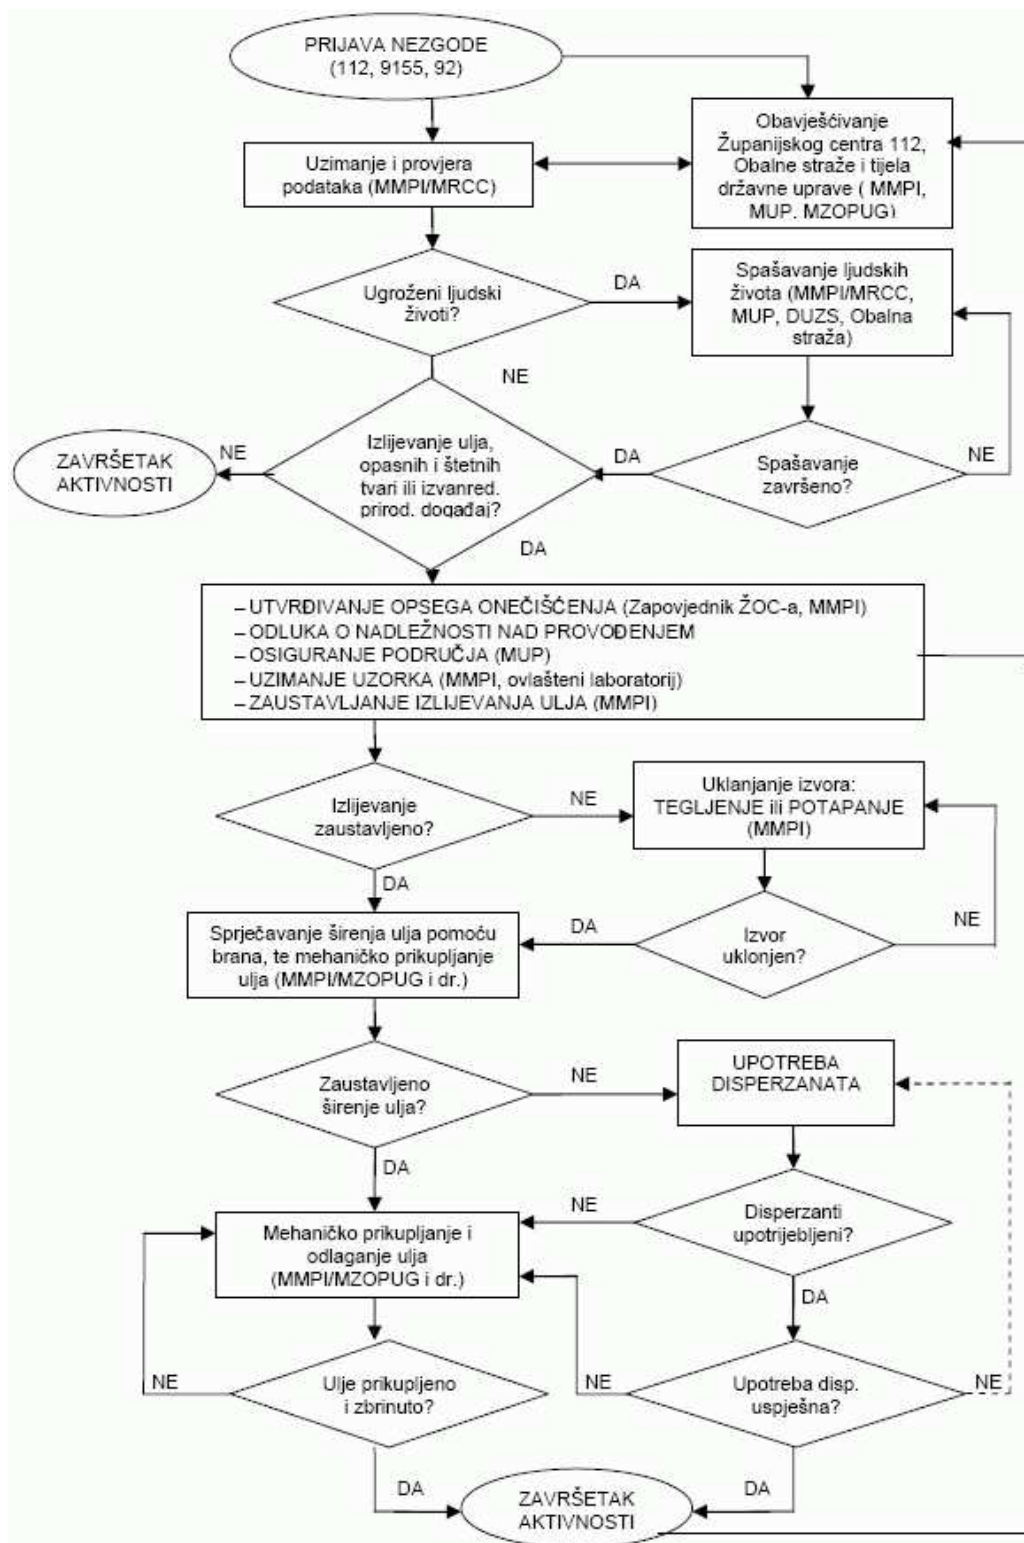 PRIJAVA NEZGODE
(112, 9155, 92)
Obavješćivanje
Županijskog centra 112,
Obalne straže i tijela
državne uprave ( MMPI,
MUP, MZOPUG)
Uzimanje i provjera
podataka (MMPI/MRCC)
Ugroženi ljudski
životi?
DA
Spašavanje ljudskih
života (MMPI/MRCC,
MUP, DUZS, Obalna
straža)
NE
ZAVRŠETAK
AKTIVNOSTI
NE
Izlijevanje ulja,
opasnih i štetnih
tvari ili izvanred.
prirod. događaj?
DA
Spašavanje
završeno?
NE
DA
– UTVRĐIVANJE OPSEGA ONEČIŠĆENJA (Zapovjednik ŽOC-a, MMPI)
– ODLUKA O NADLEŽNOSTI NAD PROVOĐENJEM
– OSIGURANJE PODRUČJA (MUP)
– UZIMANJE UZORKA (MMPI, ovlašteni laboratorij)
– ZAUSTAVLJANJE IZLIJEVANJA ULJA (MMPI)
Izlijevanje
zaustavljeno?
NE
Uklanjanje izvora:
TEGLJENJE ili POTAPANJE
(MMPI)
DA
Sprječavanje širenja ulja pomoću
brana, te mehaničko prikupljanje
ulja (MMPI/MZOPUG i dr.)
DA
Izvor
uklonjen?
NE
Zaustavljeno
širenje ulja?
NE
UPOTREBA
DISPERZANATA
DA
Mehaničko prikupljanje i
odlaganje ulja
(MMPI/MZOPUG i dr.)
NE
Disperzanti
upotrijebljeni?
DA
NE
Ulje prikupljeno
i zbrinuto?
NE
Upotreba disp.
uspješna?
NE
DA
ZAVRŠETAK
AKTIVNOSTI
DA